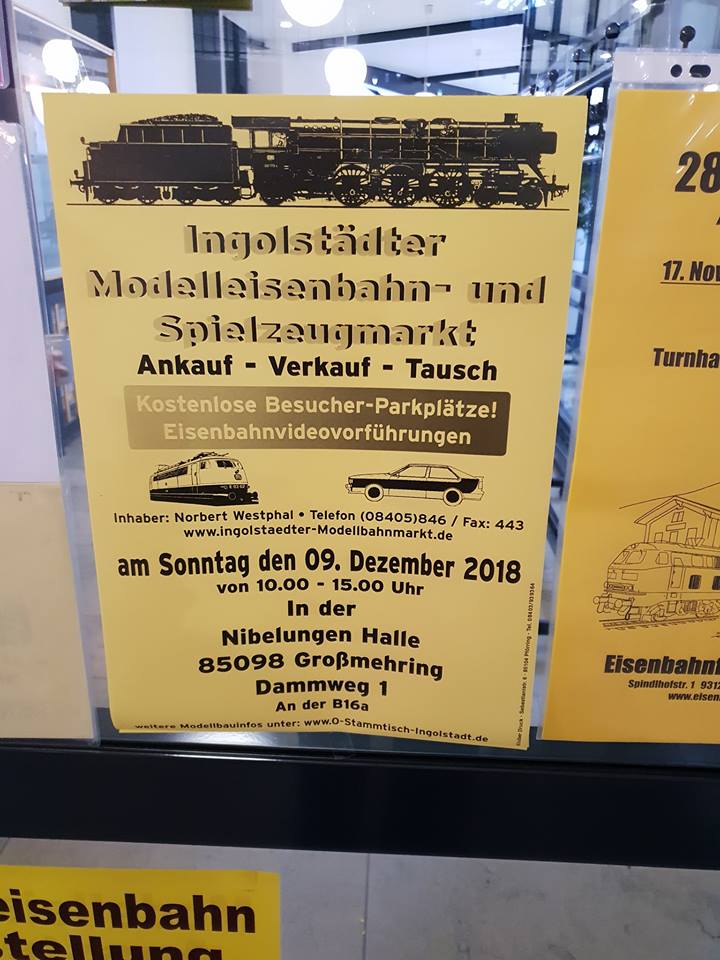 Ingolstädter
Modelleisenbahn- und
Spielzeugmarkt
Ankauf - Verkauf - Tausch
Kostenlose Besucher-Parkplätze!
Eisenbahnvideovorführungen
Inhaber: Norbert Westphal • Telefon (08405)846 / Fax: 443
www.ingolstaedter-Modellbahnmarkt.de
am Sonntag den 09. Dezember 2018
von 10.00 - 15.00 Uhr
In der
Nibelungen Halle
85098 Großmehring
Dammweg 1
An der B16a
weitere Modellbauinfos unter: www.O-Stammtisch-Ingolstadt.de
28
17. Nov
Turnha
Eisenbahnf
Spindlhofstr. 1 9312
www.eisen
eisenbahn
stellung